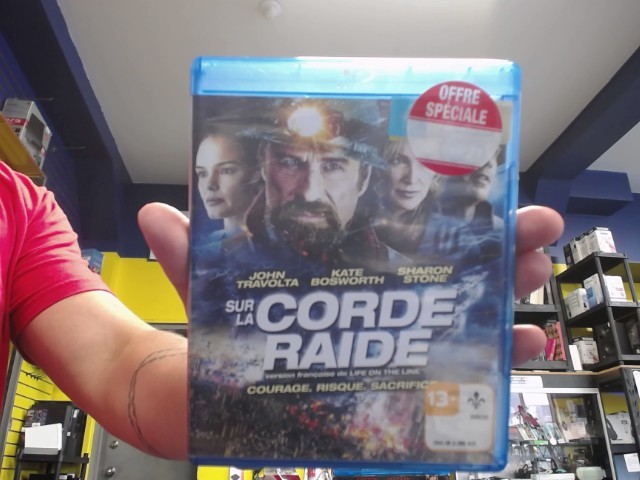 OFFRE
SPÉCIALE
JOHN
TRAVOLTA
KATE
BOSWORTH
SHARON
STONE
SUR
LA
CORDE
RAIDE
version française de LIFE ON THE LINE
COURAGE. RISQUE. SACRIFIC
13+